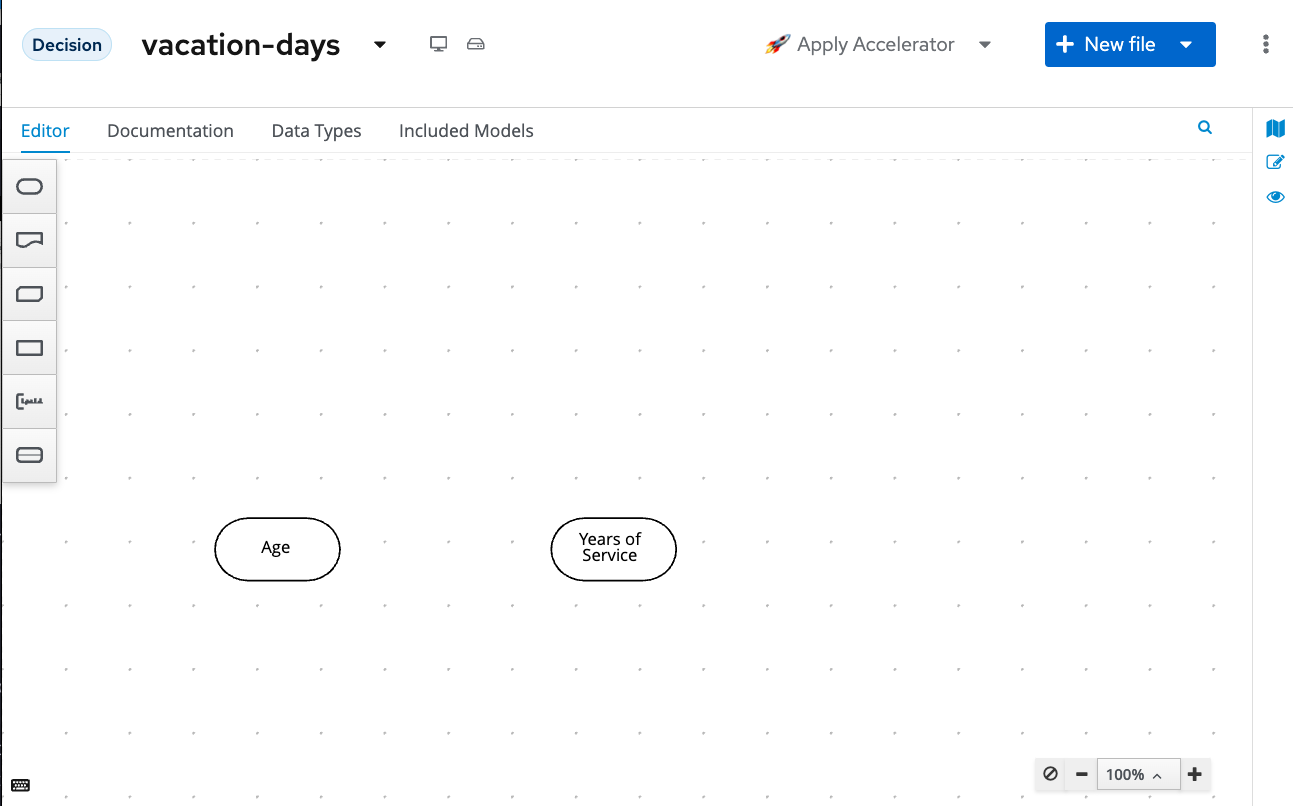 Decision
vacation-days
Apply Accelerator
New file
Editor
Documentation
Data Types
Included Models
Age
Years of
Service
100%